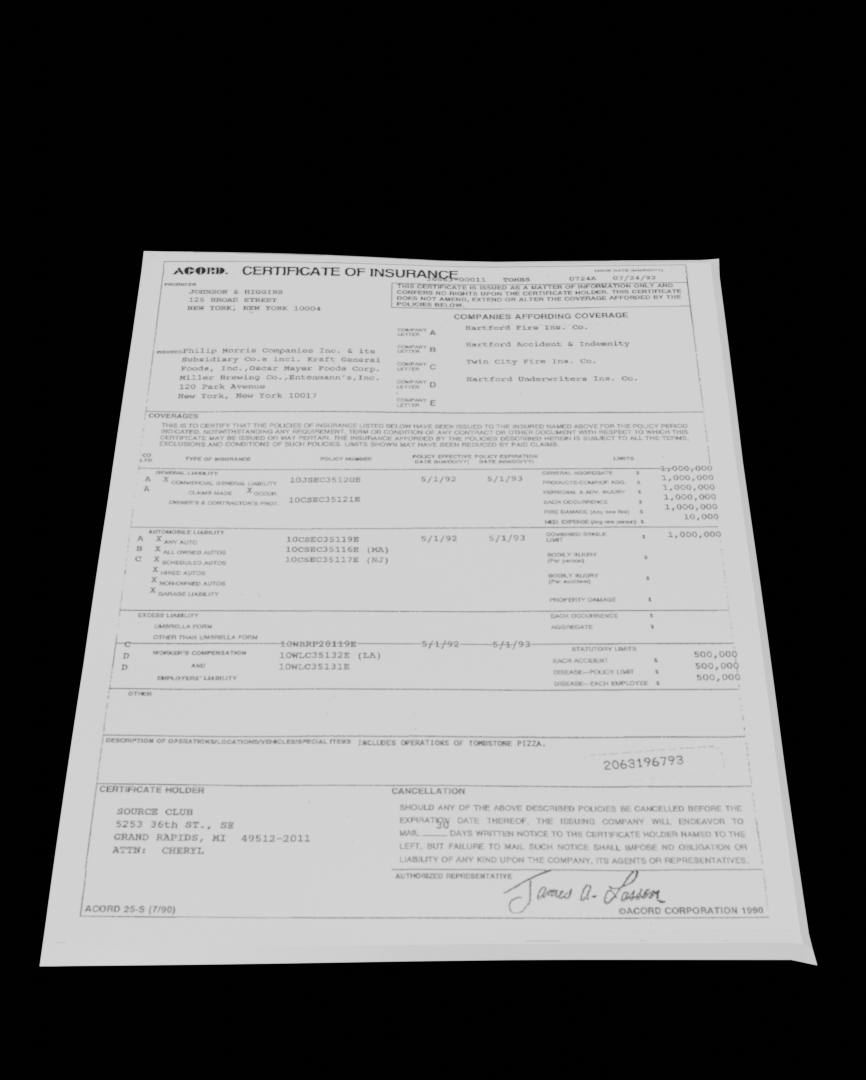 ACORD. CERTIFICATE OF INSURANCE
00011 TOMBS 0724A 07/24/92
PRODUCER
JOHNSON & HIGGINS
125 BROAD STREET
NEW YORK, NEW YORK 10004
THIS CERTIFICATE IS ISSUED AS A MATTER OF INFORMATION ONLY AND
CONFERS NO RIGHTS UPON THE CERTIFICATE HOLDER. THIS CERTIFICATE
DOES NOT AMEND, EXTEND OR ALTER THE COVERAGE AFFORDED BY THE
POLICIES BELOW.
COMPANIES AFFORDING COVERAGE
COMPANY LETTER A Hartford Fire Ins. Co.
COMPANY LETTER B Hartford Accident & Indemnity
COMPANY LETTER C Twin City Fire Ins. Co.
COMPANY LETTER D Hartford Underwriters Ins. Co.
COMPANY LETTER E
INSURED Philip Morris Companies Inc. & its
Subsidiary Co.s incl. Kraft General
Foods, Inc.,Oscar Mayer Foods Corp.
Miller Brewing Co.,Entenmann's,Inc.
120 Park Avenue
New York, New York 10017
COVERAGES
THIS IS TO CERTIFY THAT THE POLICIES OF INSURANCE LISTED BELOW HAVE BEEN ISSUED TO THE INSURED NAMED ABOVE FOR THE POLICY PERIOD
INDICATED, NOTWITHSTANDING ANY REQUIREMENT, TERM OR CONDITION OF ANY CONTRACT OR OTHER DOCUMENT WITH RESPECT TO WHICH THIS
CERTIFICATE MAY BE ISSUED OR MAY PERTAIN, THE INSURANCE AFFORDED BY THE POLICIES DESCRIBED HEREIN IS SUBJECT TO ALL THE TERMS,
EXCLUSIONS AND CONDITIONS OF SUCH POLICIES. LIMITS SHOWN MAY HAVE BEEN REDUCED BY PAID CLAIMS.
CO LTR TYPE OF INSURANCE POLICY NUMBER POLICY EFFECTIVE DATE (MM/DD/YY) POLICY EXPIRATION DATE (MM/DD/YY) LIMITS
GENERAL LIABILITY GENERAL AGGREGATE $ 1,000,000
A X COMMERCIAL GENERAL LIABILITY 10JSEC35120E 5/1/92 5/1/93 PRODUCTS-COMP/OP AGG. $ 1,000,000
A CLAIMS MADE X OCCUR. PERSONAL & ADV. INJURY $ 1,000,000
OWNER'S & CONTRACTOR'S PROT. 10CSEC35121E EACH OCCURRENCE $ 1,000,000
FIRE DAMAGE (Any one fire) $ 1,000,000
MED. EXPENSE (Any one person) $ 10,000
AUTOMOBILE LIABILITY
A X ANY AUTO 10CSEC35119E 5/1/92 5/1/93 COMBINED SINGLE LIMIT $ 1,000,000
B X ALL OWNED AUTOS 10CSEC35116E (MA)
C X SCHEDULED AUTOS 10CSEC35117E (NJ) BODILY INJURY (Per person) $
X HIRED AUTOS
X NON-OWNED AUTOS BODILY INJURY (Per accident) $
X GARAGE LIABILITY
PROPERTY DAMAGE $
EXCESS LIABILITY EACH OCCURRENCE $
UMBRELLA FORM AGGREGATE $
OTHER THAN UMBRELLA FORM
C 10WBRP28119E 5/1/92 5/1/93 STATUTORY LIMITS
D WORKER'S COMPENSATION 10WLC35132E (LA) EACH ACCIDENT $ 500,000
D AND 10WLC35131E DISEASE—POLICY LIMIT $ 500,000
EMPLOYERS' LIABILITY DISEASE—EACH EMPLOYEE $ 500,000
OTHER
DESCRIPTION OF OPERATIONS/LOCATIONS/VEHICLES/SPECIAL ITEMS INCLUDES OPERATIONS OF TOMBSTONE PIZZA.
2063196793
CERTIFICATE HOLDER
SOURCE CLUB
5253 36th ST., SE
GRAND RAPIDS, MI 49512-2011
ATTN: CHERYL
CANCELLATION
SHOULD ANY OF THE ABOVE DESCRIBED POLICIES BE CANCELLED BEFORE THE
EXPIRATION DATE THEREOF, THE ISSUING COMPANY WILL ENDEAVOR TO
MAIL 30 DAYS WRITTEN NOTICE TO THE CERTIFICATE HOLDER NAMED TO THE
LEFT, BUT FAILURE TO MAIL SUCH NOTICE SHALL IMPOSE NO OBLIGATION OR
LIABILITY OF ANY KIND UPON THE COMPANY, ITS AGENTS OR REPRESENTATIVES.
AUTHORIZED REPRESENTATIVE
James A.
ACORD 25-S (7/90)
©ACORD CORPORATION 1990